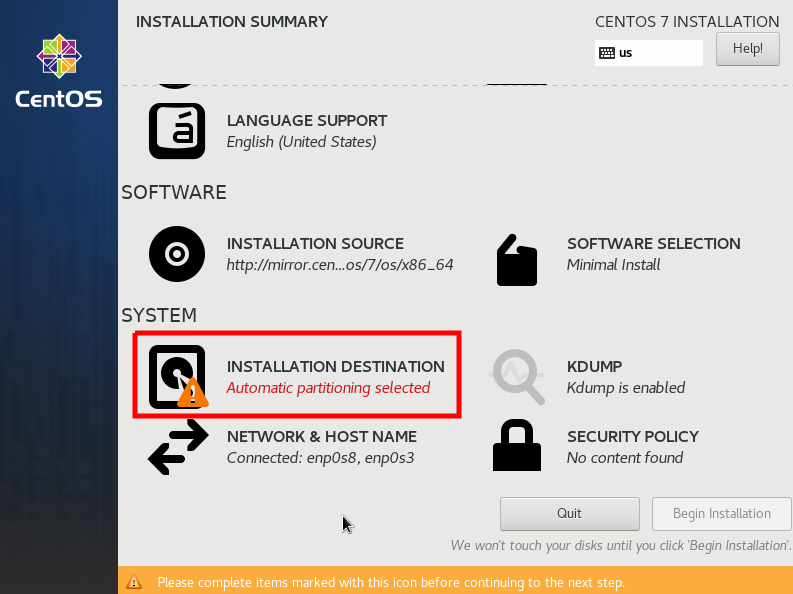 INSTALLATION SUMMARY
CENTOS 7 INSTALLATION
us
Help!
CentOS
á
LANGUAGE SUPPORT
English (United States)
SOFTWARE
INSTALLATION SOURCE
http://mirror.cen...os/7/os/x86_64
SOFTWARE SELECTION
Minimal Install
SYSTEM
INSTALLATION DESTINATION
Automatic partitioning selected
KDUMP
Kdump is enabled
NETWORK & HOST NAME
Connected: enp0s8, enp0s3
SECURITY POLICY
No content found
Quit
Begin Installation
We won't touch your disks until you click 'Begin Installation'.
Please complete items marked with this icon before continuing to the next step.